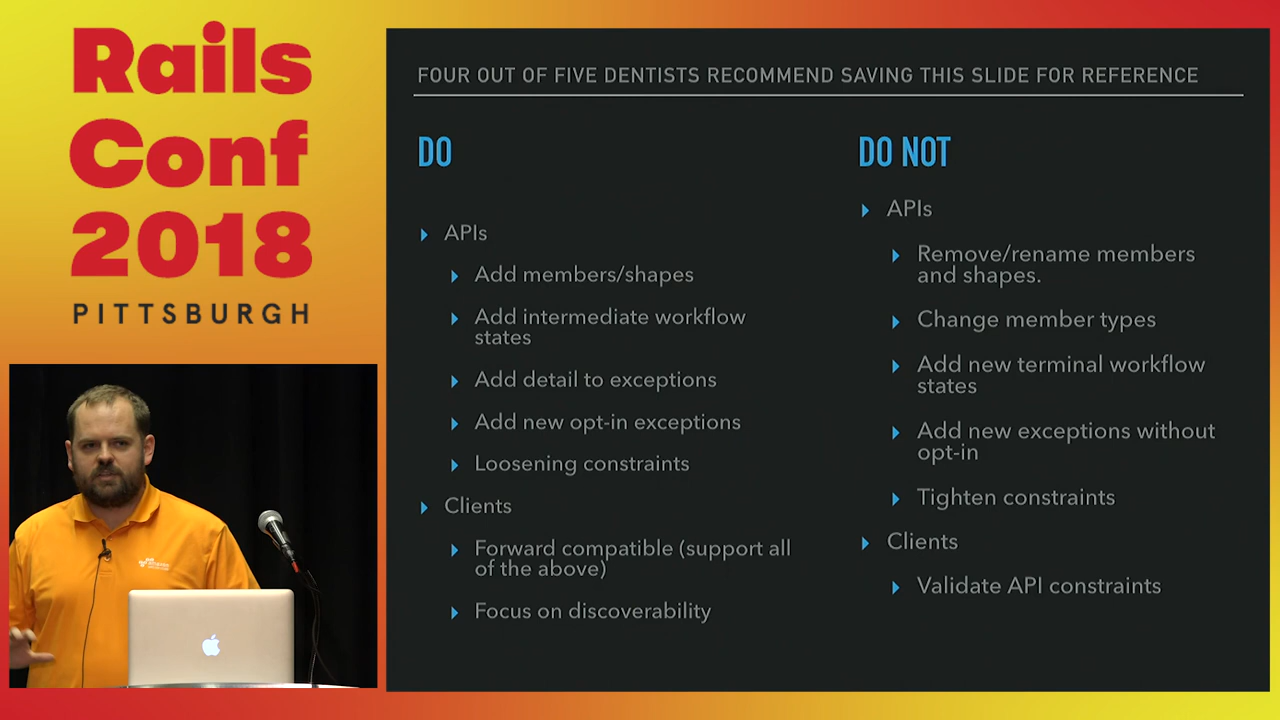 Rails
Conf
2018
PITTSBURGH
FOUR OUT OF FIVE DENTISTS RECOMMEND SAVING THIS SLIDE FOR REFERENCE
DO
APIs
Add members/shapes
Add intermediate workflow
states
Add detail to exceptions
Add new opt-in exceptions
Loosening constraints
Clients
Forward compatible (support all
of the above)
Focus on discoverability
DO NOT
APIs
Remove/rename members
and shapes.
Change member types
Add new terminal workflow
states
Add new exceptions without
opt-in
Tighten constraints
Clients
Validate API constraints